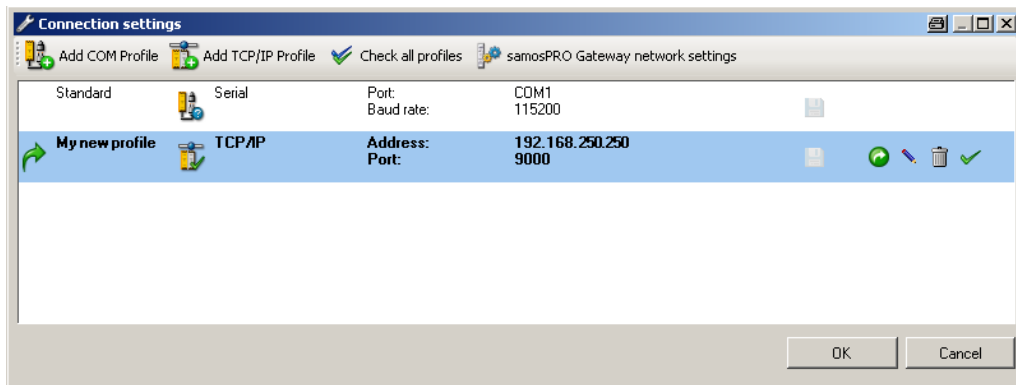 Connection settings
Add COM Profile Add TCP/IP Profile Check all profiles samosPRO Gateway network settings
Standard Serial Port: COM1
Baud rate: 115200
My new profile TCP/IP Address: 192.168.250.250
Port: 9000
OK Cancel